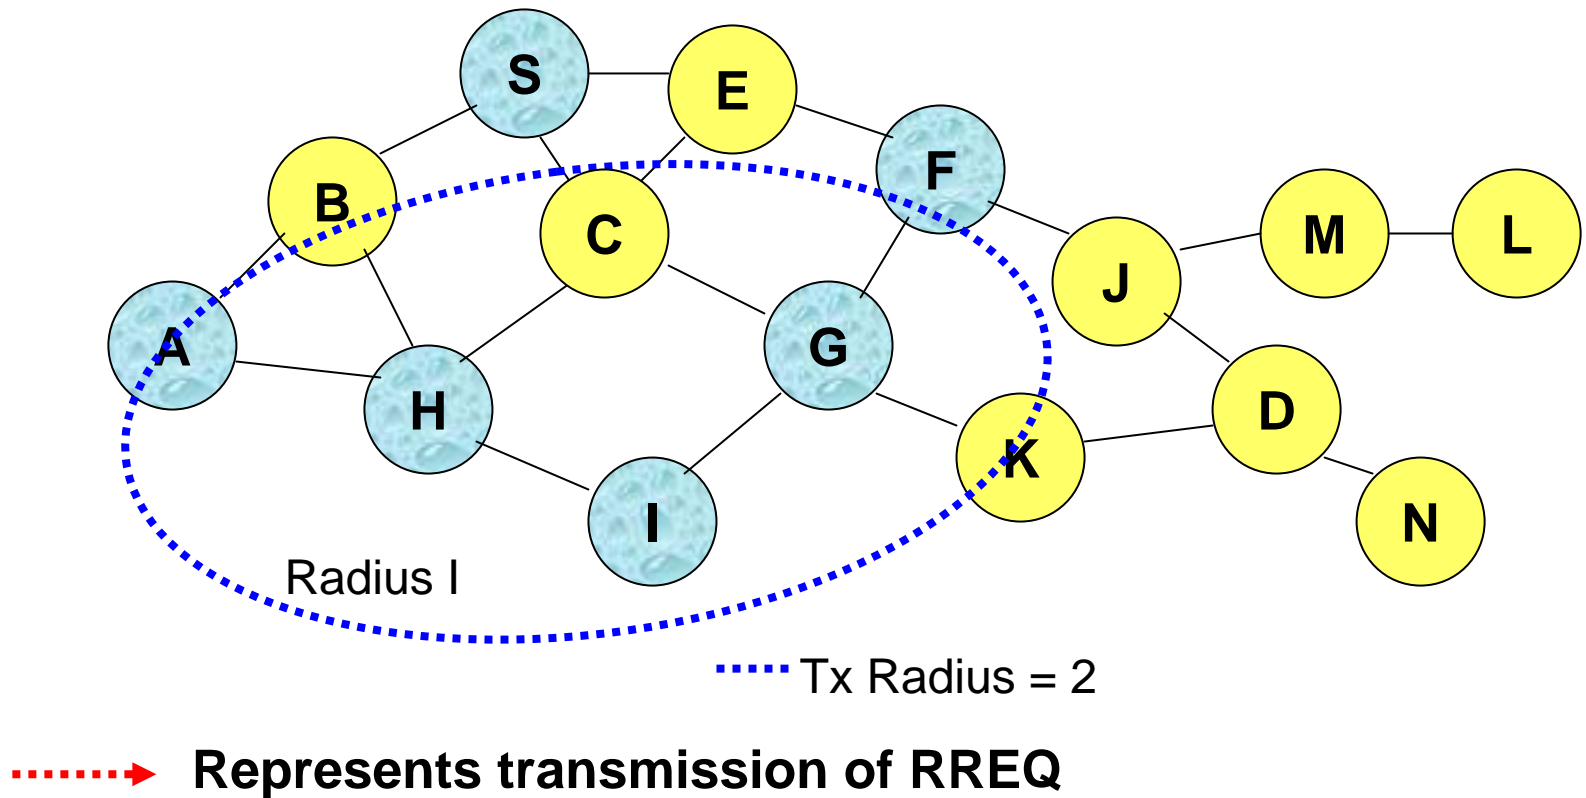 S
E
F
B
C
M
L
J
A
G
H
D
K
I
N
Radius I
Tx Radius = 2
Represents transmission of RREQ